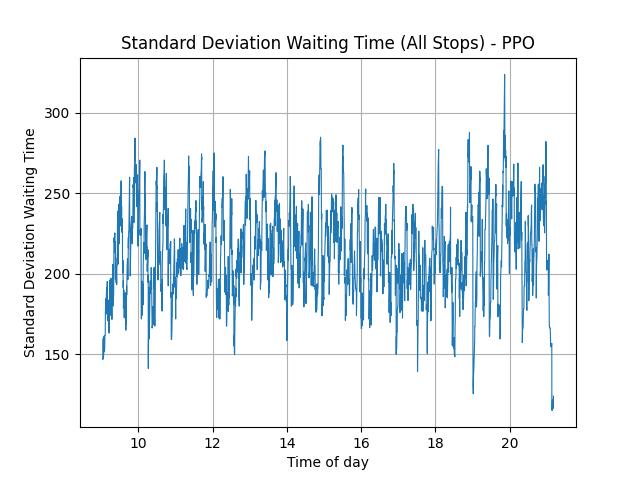 Standard Deviation Waiting Time (All Stops) - PPO
Standard Deviation Waiting Time
300
250
200
150
10 12 14 16 18 20
Time of day